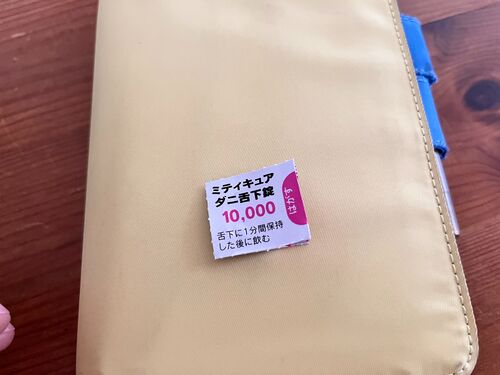 ミティキュア
ダニ舌下錠
10,000
舌下に1分間保持
した後に飲む
はがす